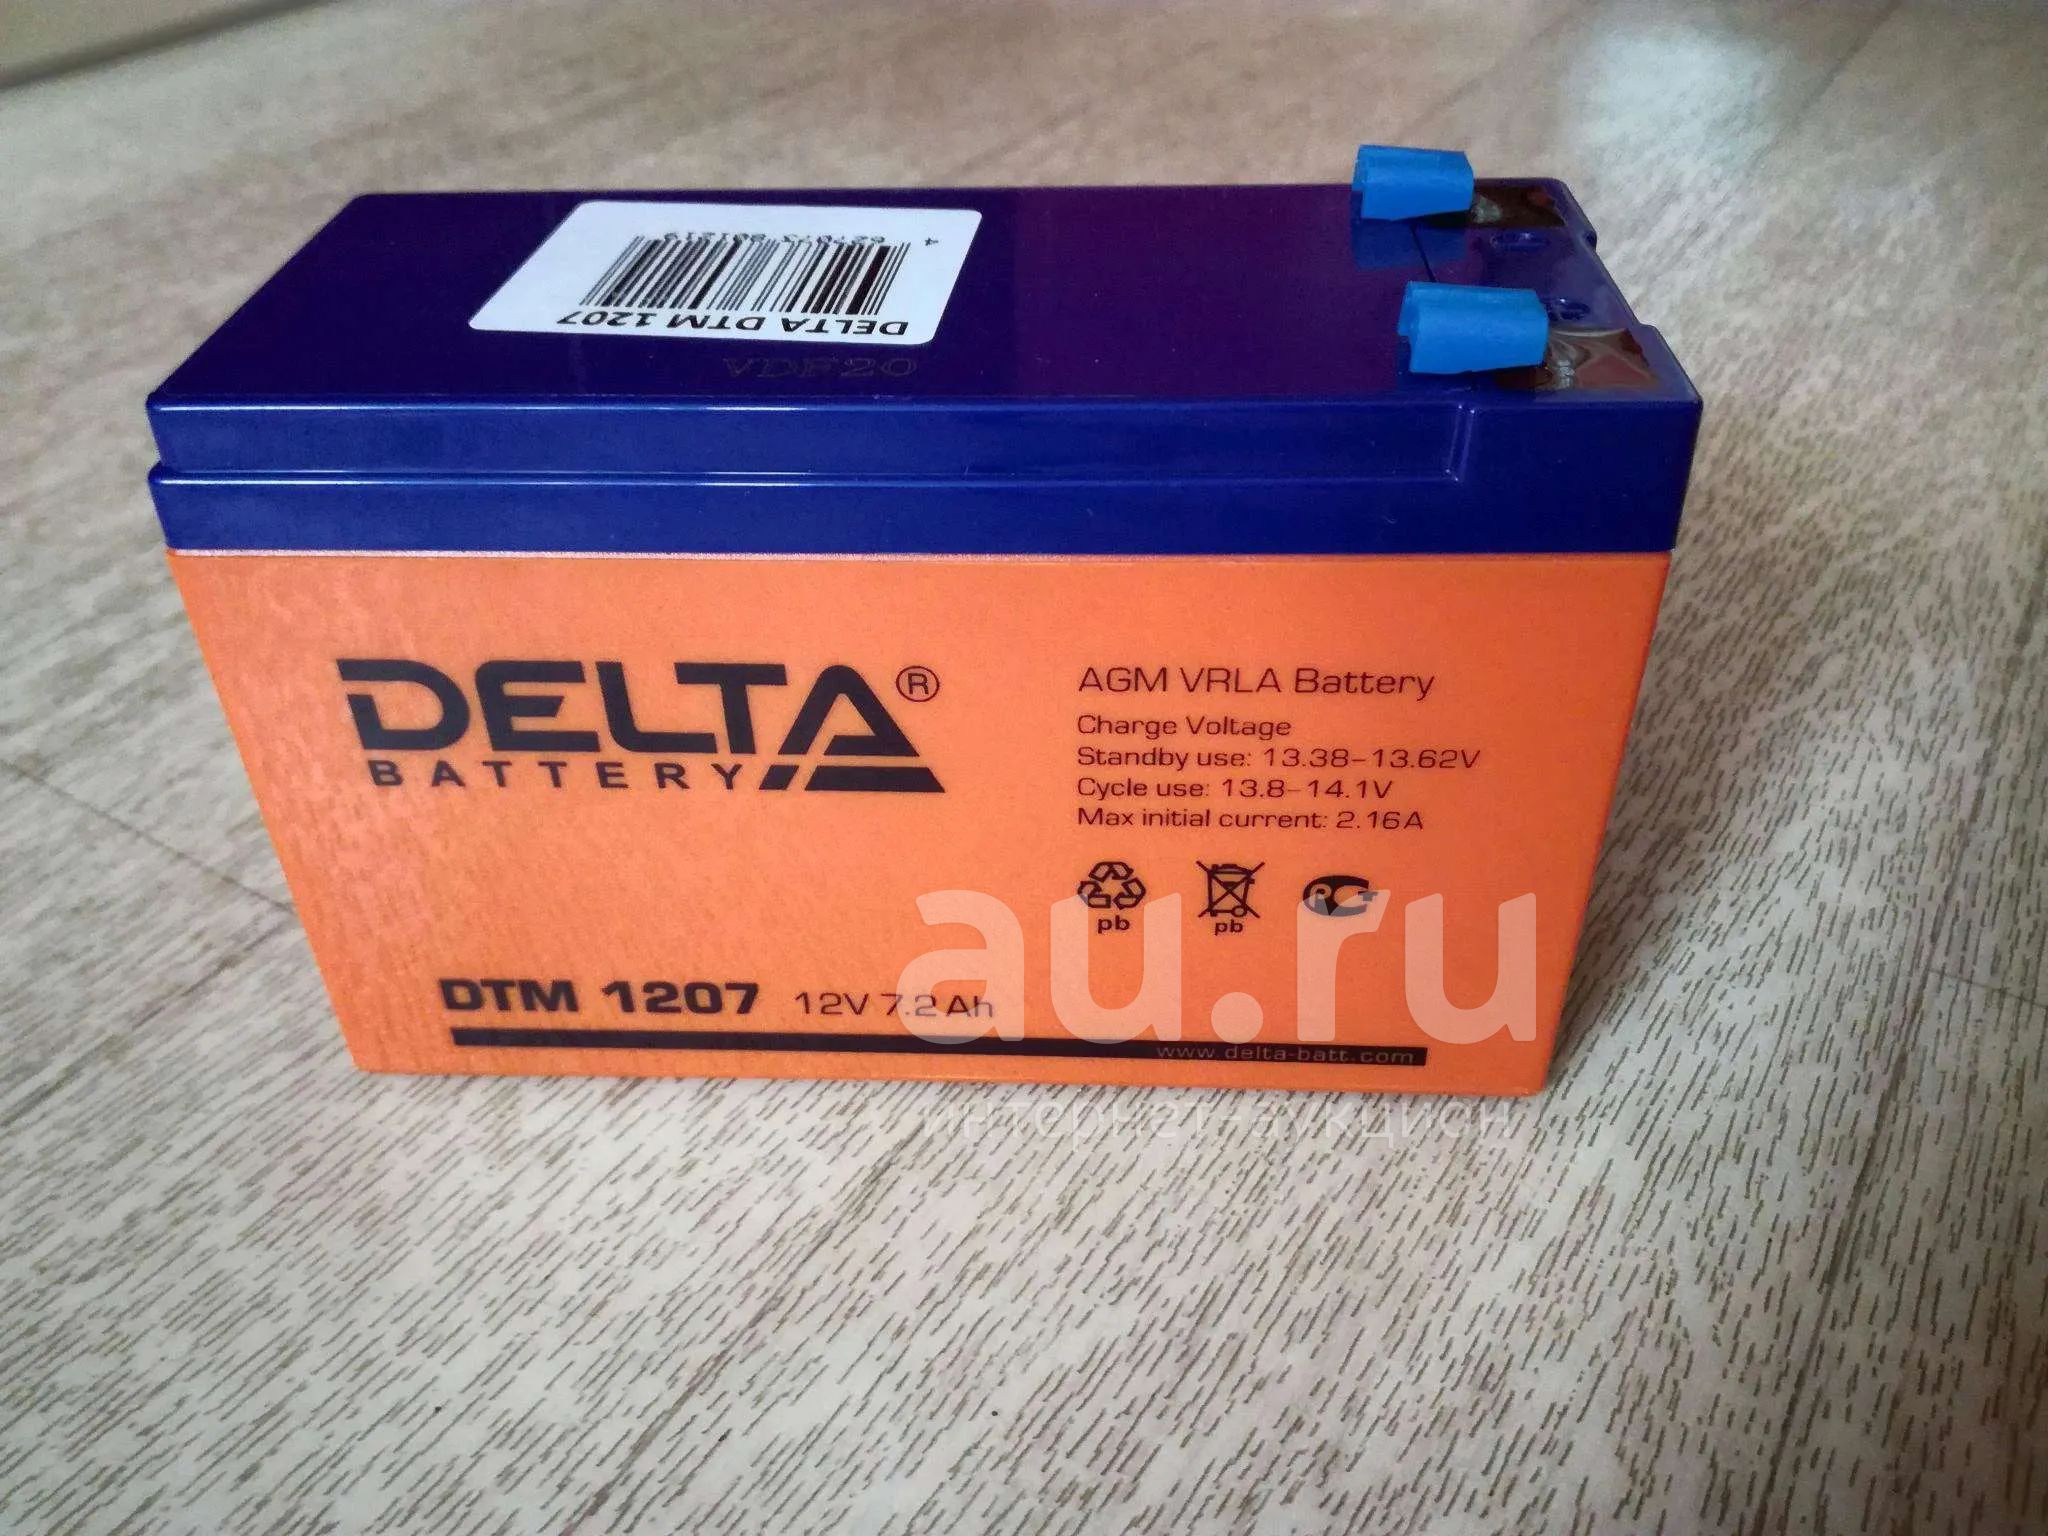 DELTA DTM 1207
VDF20
DELTA®
BATTERY
AGM VRLA Battery
Charge Voltage
Standby use: 13.38-13.62V
Cycle use: 13.8-14.1V
Max initial current: 2.16A
pb
pb
DTM 1207 12V 7.2 Ah
www.delta-batt.com
au.ru
интернет-аукцион